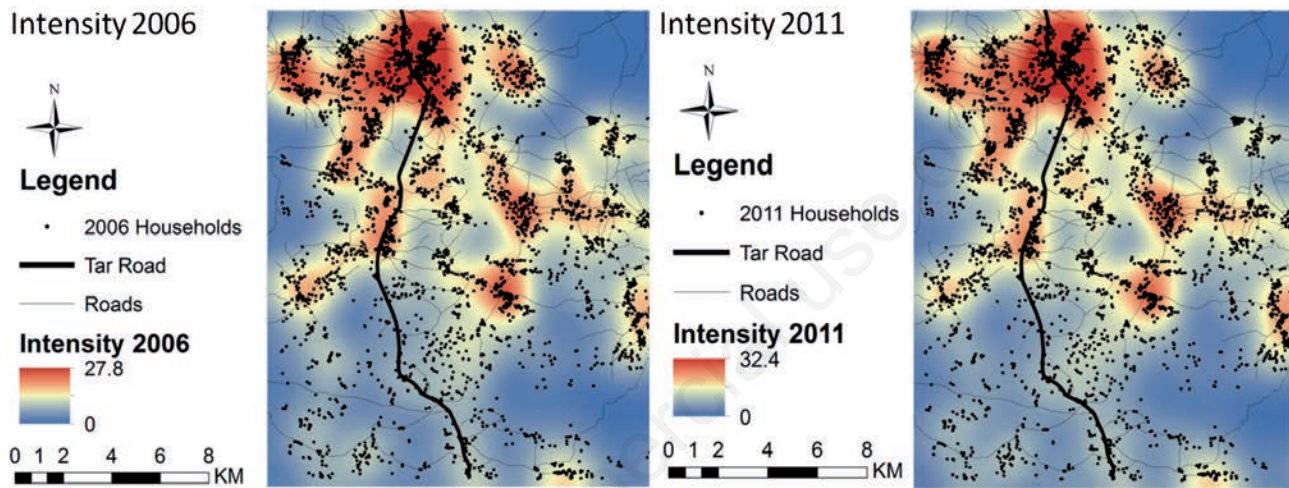 Intensity 2006
N
Legend
2006 Households
Tar Road
Roads
Intensity 2006
27.8
0
0 1 2 4 6 8 KM
Intensity 2011
N
Legend
2011 Households
Tar Road
Roads
Intensity 2011
32.4
0
0 1 2 4 6 8 KM